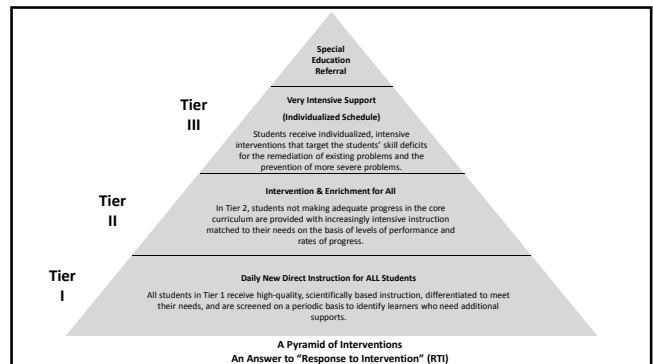 Special
Education
Referral
Tier
III
Very Intensive Support
(Individualized Schedule)
Students receive individualized, intensive
interventions that target the students' skill deficits
for the remediation of existing problems and the
prevention of more severe problems.
Tier
II
Intervention & Enrichment for All
In Tier 2, students not making adequate progress in the core
curriculum are provided with increasingly intensive instruction
matched to their needs on the basis of levels of performance and
rates of progress.
Tier
I
Daily New Direct Instruction for ALL Students
All students in Tier 1 receive high-quality, scientifically based instruction, differentiated to meet
their needs, and are screened on a periodic basis to identify learners who need additional
supports.
A Pyramid of Interventions
An Answer to "Response to Intervention" (RTI)